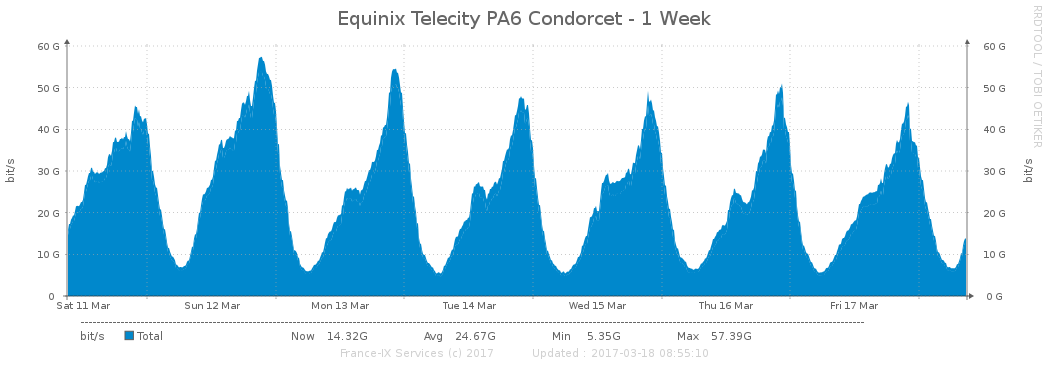 Equinix Telecity PA6 Condorcet - 1 Week
RRDTOOL / TOBI OETIKER
60 G 60 G
50 G 50 G
40 G 40 G
30 G 30 G
20 G 20 G
10 G 10 G
0 0 G
bit/s
bit/s
Sat 11 Mar Sun 12 Mar Mon 13 Mar Tue 14 Mar Wed 15 Mar Thu 16 Mar Fri 17 Mar
bit/s Total Now 14.32G Avg 24.67G Min 5.35G Max 57.39G
France-IX Services (c) 2017 Updated : 2017-03-18 08:55:10